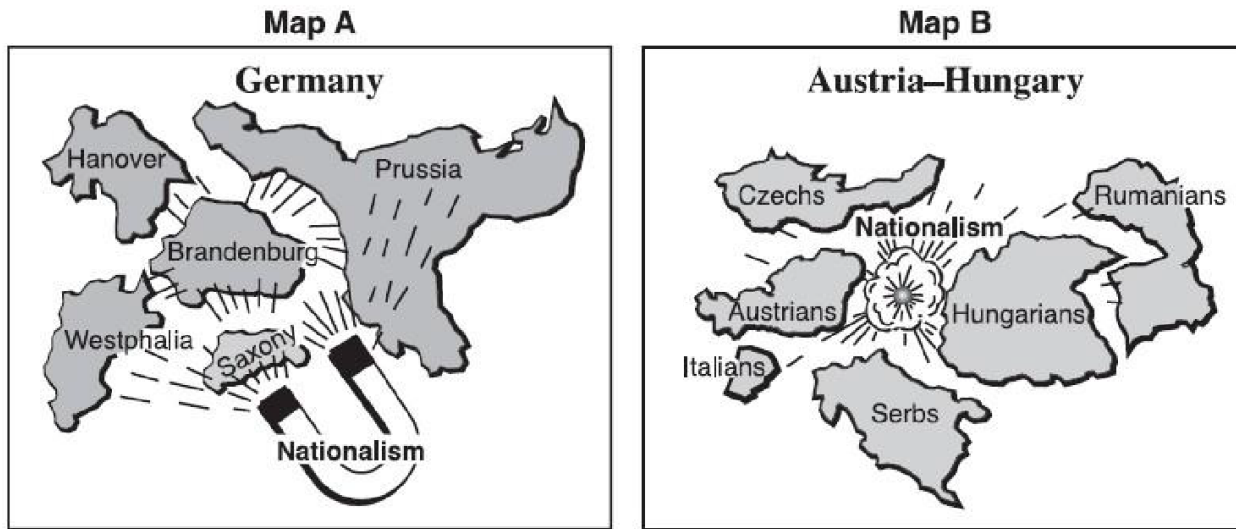 Map A
Germany
Hanover
Prussia
Brandenburg
Westphalia
Saxony
Nationalism
Map B
Austria–Hungary
Czechs
Rumanians
Nationalism
Austrians
Hungarians
Italians
Serbs